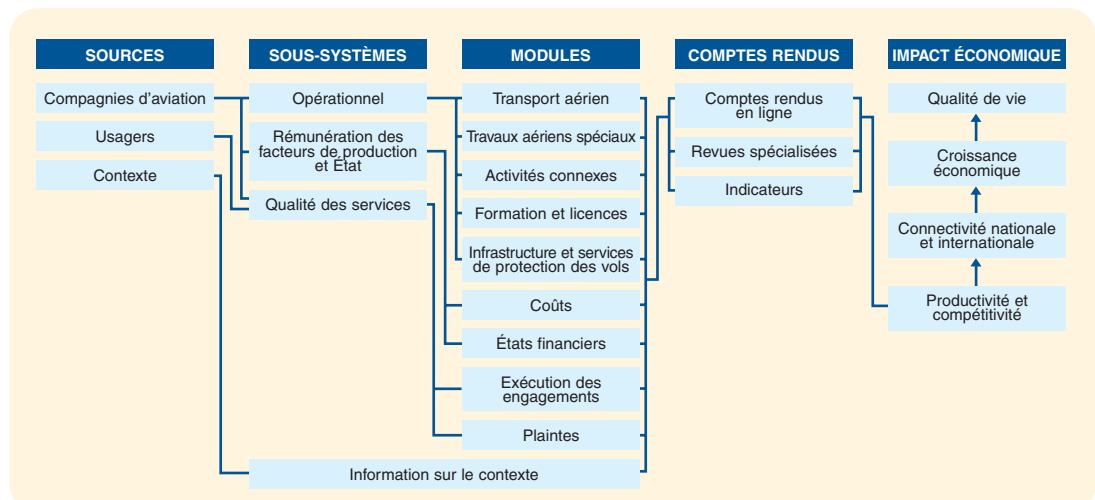 SOURCES
Compagnies d'aviation
Usagers
Contexte
SOUS-SYSTÈMES
Opérationnel
Rémunération des
facteurs de production
et État
Qualité des services
MODULES
Transport aérien
Travaux aériens spéciaux
Activités connexes
Formation et licences
Infrastructure et services
de protection des vols
Coûts
États financiers
Exécution des
engagements
Plaintes
Information sur le contexte
COMPTES RENDUS
Comptes rendus
en ligne
Revues spécialisées
Indicateurs
IMPACT ÉCONOMIQUE
Qualité de vie
Croissance
économique
Connectivité nationale
et internationale
Productivité et
compétitivité